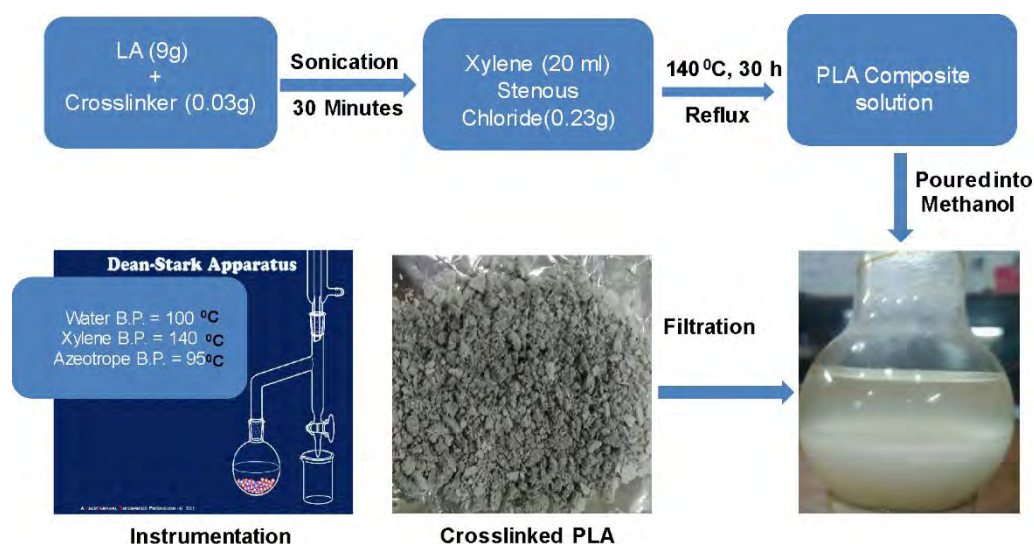 LA (9g)
+
Crosslinker (0.03g)
Sonication
30 Minutes
Xylene (20 ml)
Stenous
Chloride(0.23g)
140 ⁰C, 30 h
Reflux
PLA Composite
solution
Poured into
Methanol
Dean-Stark Apparatus
Water B.P. = 100 ⁰C
Xylene B.P. = 140 ⁰C
Azeotrope B.P. = 95⁰C
Filtration
Instrumentation
Crosslinked PLA